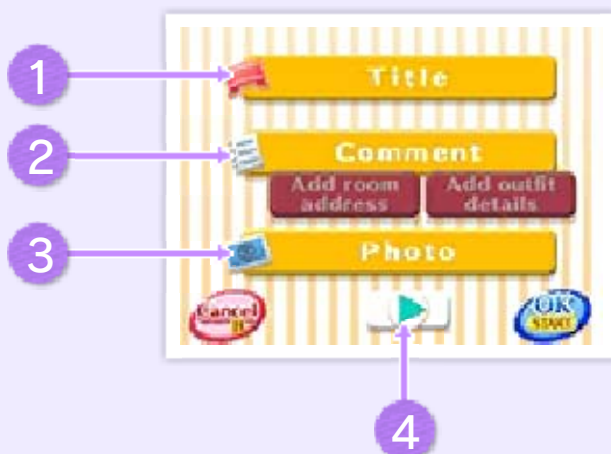 1
Title
2
Comment
Add room
address
Add outfit
details
3
Photo
Cancel
B
OK
START
4